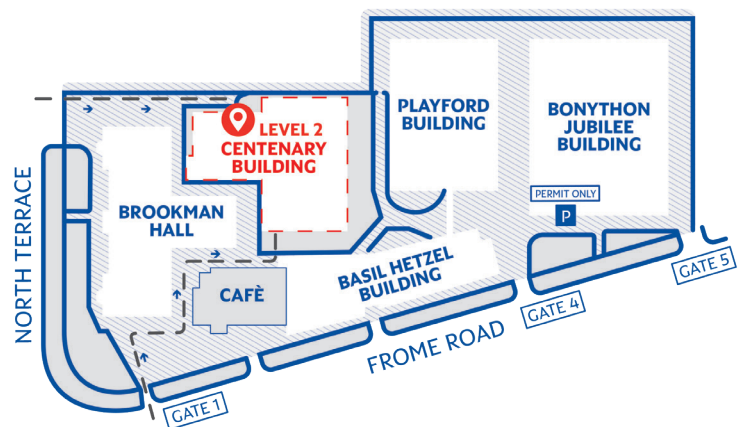 PLAYFORD
BUILDING
BONYTHON
JUBILEE
BUILDING
LEVEL 2
CENTENARY
BUILDING
PERMIT ONLY
P
NORTH TERRACE
BROOKMAN
HALL
BASIL HETZEL
BUILDING
CAFÈ
GATE 5
GATE 4
FROME ROAD
GATE 1